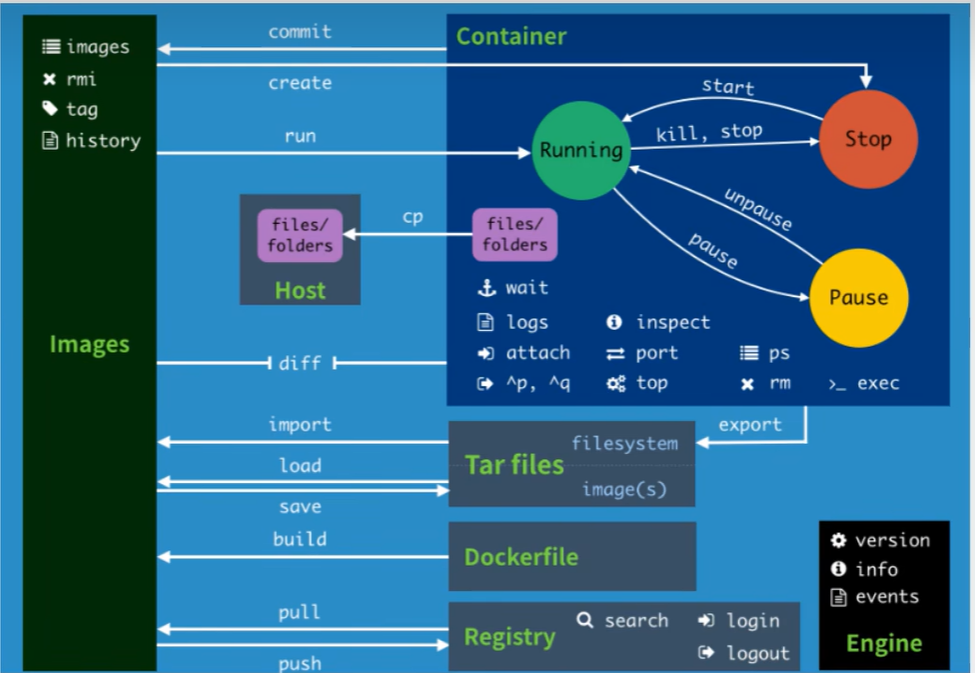 images
rmi
tag
history
Images
commit
create
run
Container
start
kill, stop
Running
Stop
unpause
pause
Pause
files/
folders
Host
cp
files/
folders
wait
logs
inspect
attach
port
ps
^p, ^q
top
rm
>_ exec
diff
import
load
save
export
Tar files
filesystem
image(s)
build
Dockerfile
pull
push
Registry
search
login
logout
version
info
events
Engine